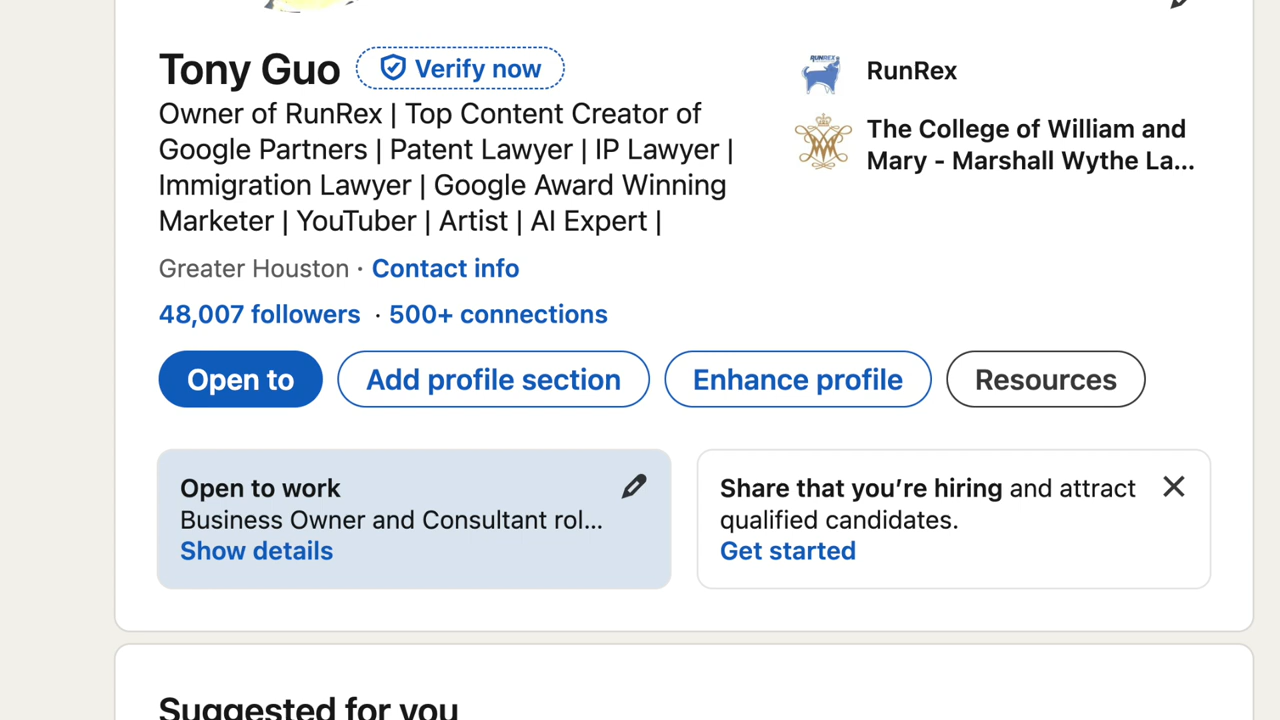 Tony Guo
Verify now
Owner of RunRex | Top Content Creator of
Google Partners | Patent Lawyer | IP Lawyer |
Immigration Lawyer | Google Award Winning
Marketer | YouTuber | Artist | AI Expert |
Greater Houston · Contact info
48,007 followers · 500+ connections
RUNREX
RunRex
The College of William and
Mary - Marshall Wythe La...
Open to
Add profile section
Enhance profile
Resources
Open to work
Business Owner and Consultant rol...
Show details
Share that you’re hiring and attract
qualified candidates.
Get started
Suggested for you